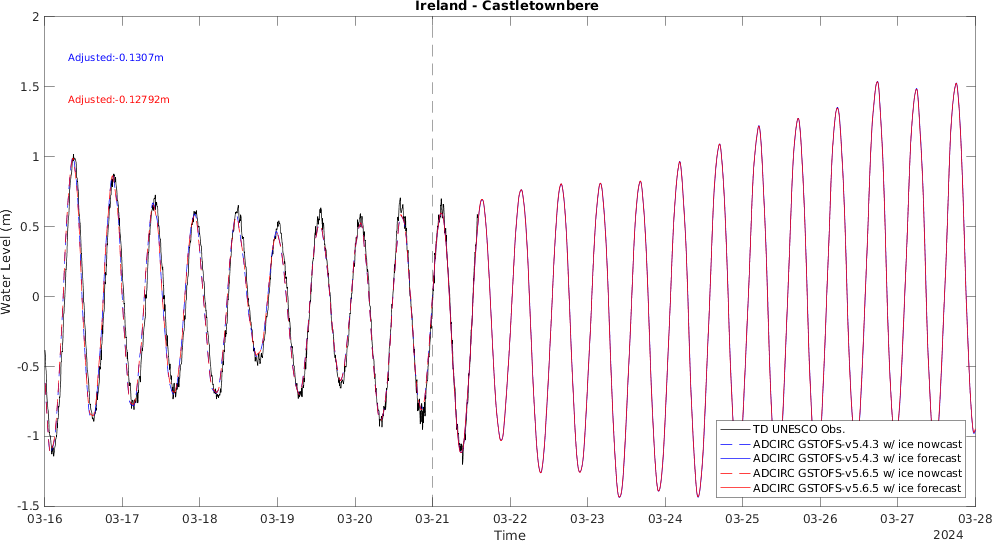 Ireland - Castletownbere
Adjusted:-0.1307m
Adjusted:-0.12792m
Water Level (m)
2
1.5
1
0.5
0
-0.5
-1
-1.5
TD UNESCO Obs.
ADCIRC GSTOFS-v5.4.3 w/ ice nowcast
ADCIRC GSTOFS-v5.4.3 w/ ice forecast
ADCIRC GSTOFS-v5.6.5 w/ ice nowcast
ADCIRC GSTOFS-v5.6.5 w/ ice forecast
03-16 03-17 03-18 03-19 03-20 03-21 03-22 03-23 03-24 03-25 03-26 03-27 03-28
Time
2024